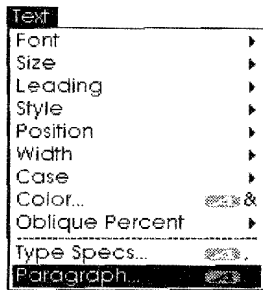 Text
Font
Size
Leading
Style
Position
Width
Case
Color... &
Oblique Percent
Type Specs... ,
Paragraph...